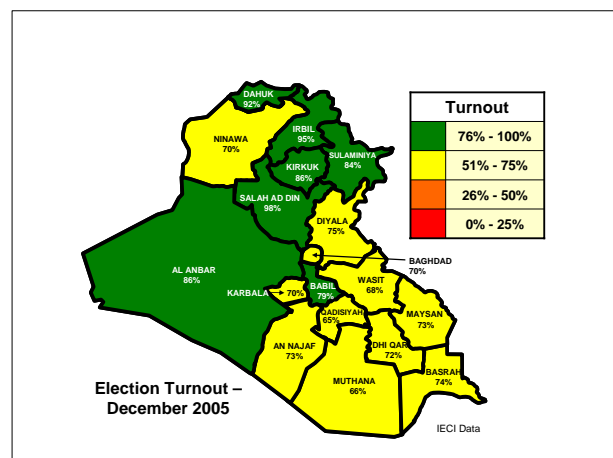 DAHUK
92%
NINAWA
70%
IRBIL
95%
SULAMINIYA
84%
KIRKUK
86%
SALAH AD DIN
98%
DIYALA
75%
BAGHDAD
70%
AL ANBAR
86%
KARBALA
70%
BABIL
79%
WASIT
68%
QADISIYAH
65%
MAYSAN
73%
AN NAJAF
73%
DHI QAR
72%
MUTHANA
66%
BASRAH
74%
Turnout
76% - 100%
51% - 75%
26% - 50%
0% - 25%
Election Turnout –
December 2005
IECI Data